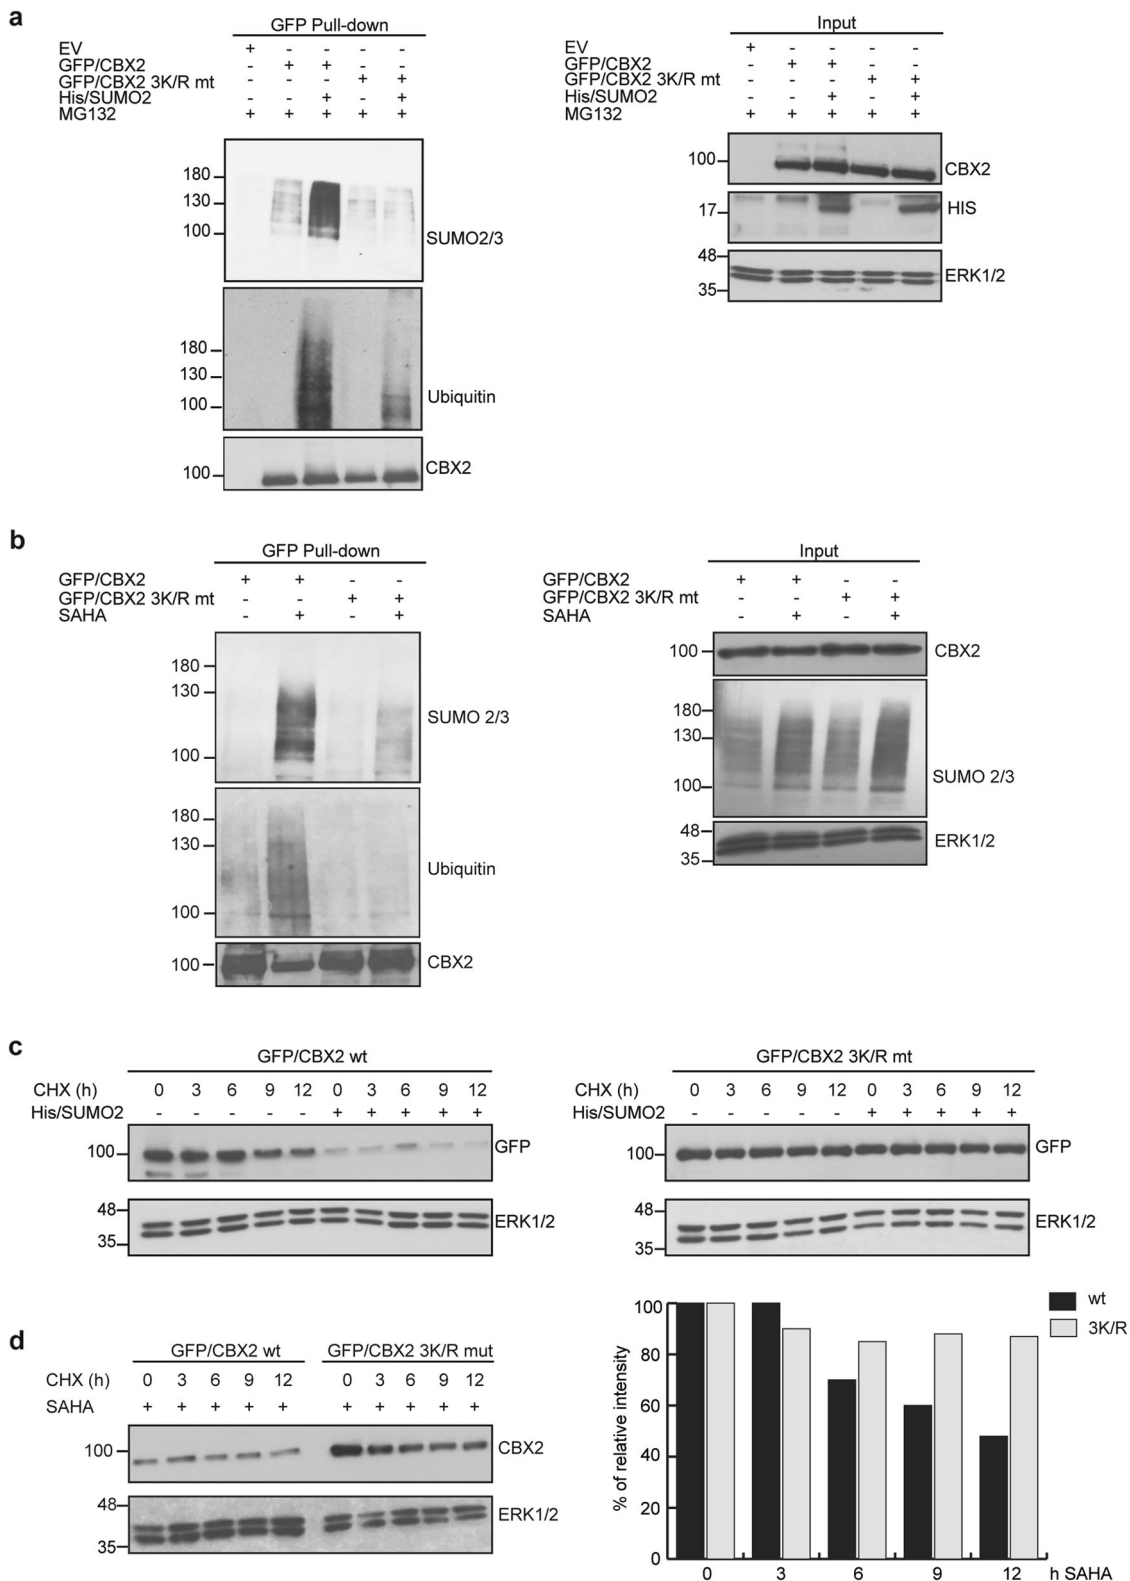 a
GFP Pull-down
EV + - - - -
GFP/CBX2 - + + - -
GFP/CBX2 3K/R mt - - - + +
His/SUMO2 - - + - +
MG132 + + + + +
180
130
100
SUMO2/3
180
130
100
Ubiquitin
100
CBX2
Input
EV + - - - -
GFP/CBX2 - + + - -
GFP/CBX2 3K/R mt - - - + +
His/SUMO2 - - + - +
MG132 + + + + +
100
CBX2
17
HIS
48
35
ERK1/2
b
GFP Pull-down
GFP/CBX2 + + - -
GFP/CBX2 3K/R mt - - + +
SAHA - + - +
180
130
100
SUMO 2/3
180
130
100
Ubiquitin
100
CBX2
Input
GFP/CBX2 + + - -
GFP/CBX2 3K/R mt - - + +
SAHA - + - +
100
CBX2
180
130
100
SUMO 2/3
48
35
ERK1/2
c
GFP/CBX2 wt
CHX (h) 0 3 6 9 12 0 3 6 9 12
His/SUMO2 - - - - - + + + + +
100
GFP
48
35
ERK1/2
GFP/CBX2 3K/R mt
CHX (h) 0 3 6 9 12 0 3 6 9 12
His/SUMO2 - - - - - + + + + +
100
GFP
48
35
ERK1/2
d
GFP/CBX2 wt GFP/CBX2 3K/R mut
CHX (h) 0 3 6 9 12 0 3 6 9 12
SAHA + + + + + + + + + +
100
CBX2
48
35
ERK1/2
% of relative intensity
100
80
60
40
20
0
0 3 6 9 12 h SAHA
wt
3K/R